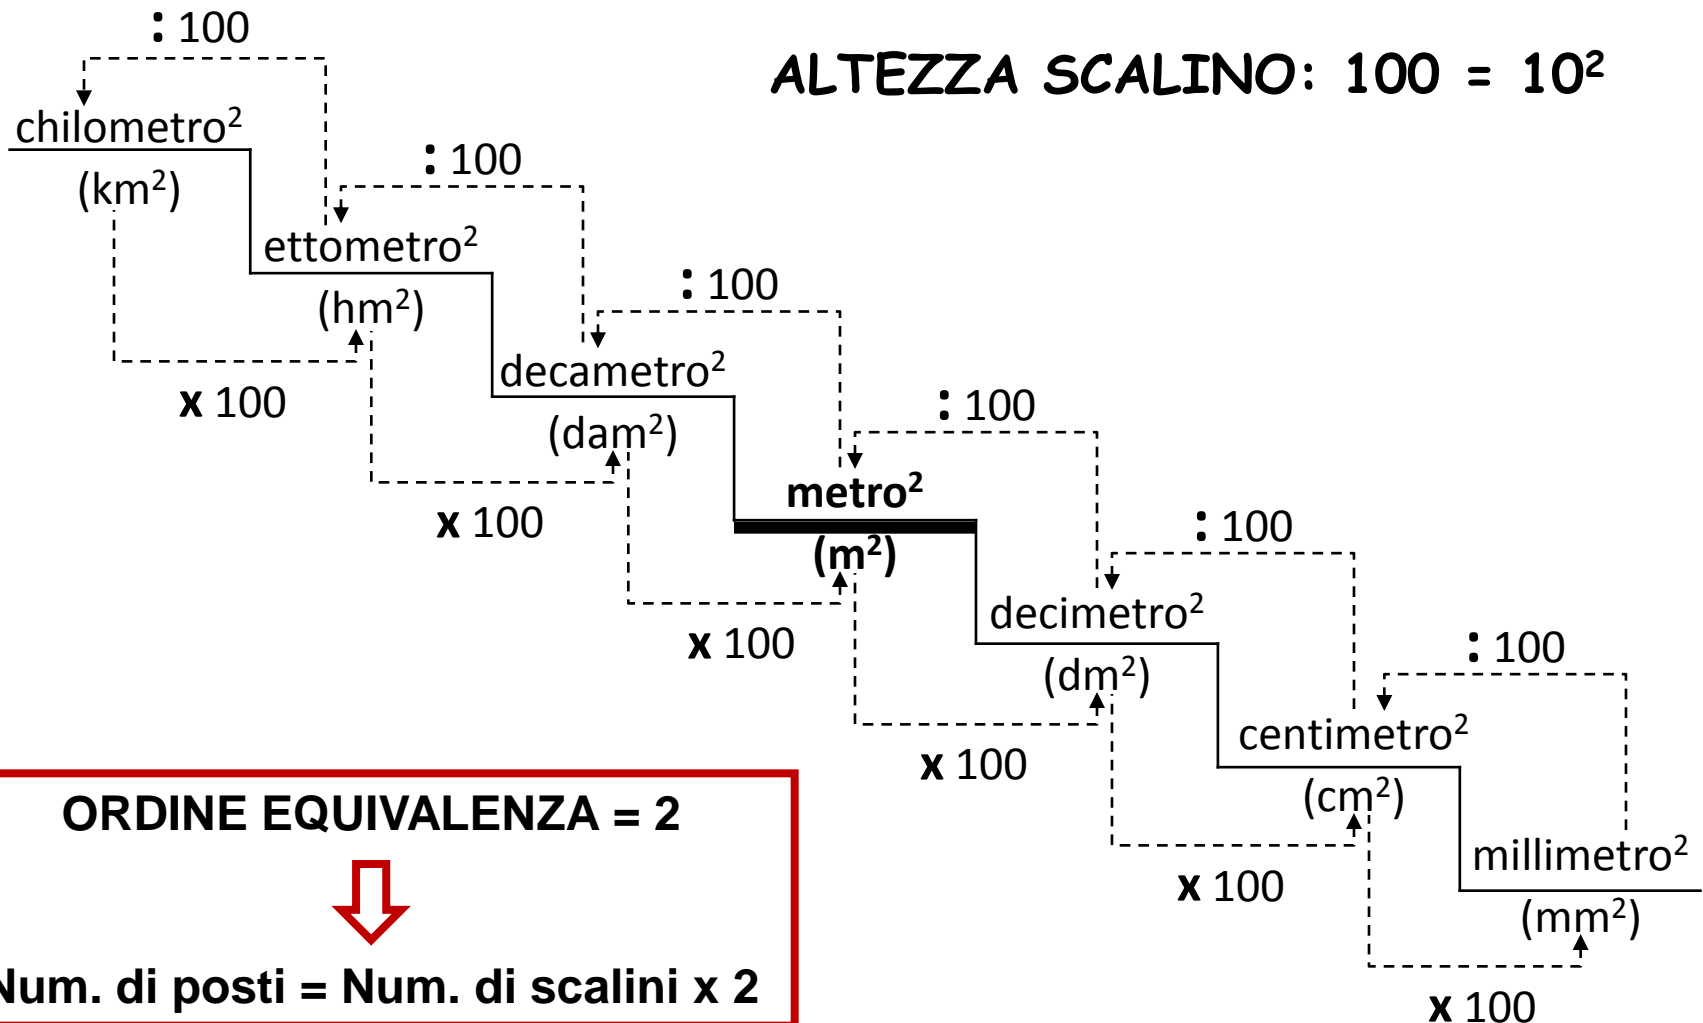 : 100
ALTEZZA SCALINO: 100 = 10²
chilometro²
: 100
(km²)
ettometro²
: 100
(hm²)
decametro²
x 100
: 100
(dam²)
metro²
x 100
: 100
(m²)
decimetro²
x 100
: 100
(dm²)
centimetro²
x 100
(cm²)
ORDINE EQUIVALENZA = 2
millimetro²
x 100
(mm²)
Num. di posti = Num. di scalini x 2
x 100